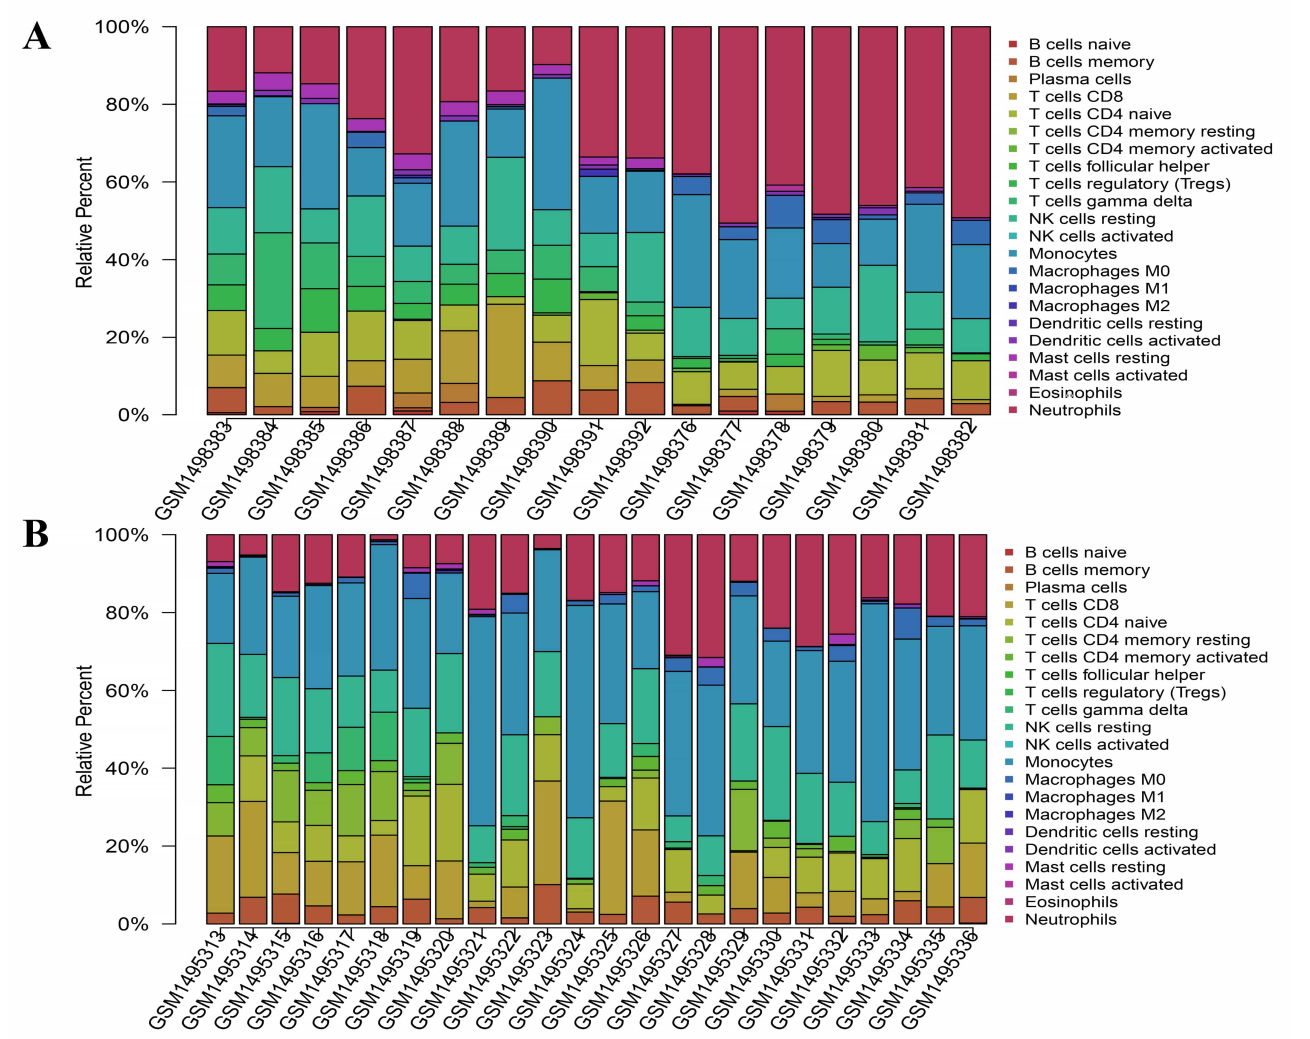 A
100%
80%
60%
40%
20%
0%
Relative Percent
GSM1498383
GSM1498384
GSM1498385
GSM1498386
GSM1498387
GSM1498388
GSM1498389
GSM1498390
GSM1498391
GSM1498392
GSM1498376
GSM1498377
GSM1498378
GSM1498379
GSM1498380
GSM1498381
GSM1498382
B cells naive
B cells memory
Plasma cells
T cells CD8
T cells CD4 naive
T cells CD4 memory resting
T cells CD4 memory activated
T cells follicular helper
T cells regulatory (Tregs)
T cells gamma delta
NK cells resting
NK cells activated
Monocytes
Macrophages M0
Macrophages M1
Macrophages M2
Dendritic cells resting
Dendritic cells activated
Mast cells resting
Mast cells activated
Eosinophils
Neutrophils
B
100%
80%
60%
40%
20%
0%
Relative Percent
GSM1495313
GSM1495314
GSM1495315
GSM1495316
GSM1495317
GSM1495318
GSM1495319
GSM1495320
GSM1495321
GSM1495322
GSM1495323
GSM1495324
GSM1495325
GSM1495326
GSM1495327
GSM1495328
GSM1495329
GSM1495330
GSM1495331
GSM1495332
GSM1495333
GSM1495334
GSM1495335
GSM1495336
B cells naive
B cells memory
Plasma cells
T cells CD8
T cells CD4 naive
T cells CD4 memory resting
T cells CD4 memory activated
T cells follicular helper
T cells regulatory (Tregs)
T cells gamma delta
NK cells resting
NK cells activated
Monocytes
Macrophages M0
Macrophages M1
Macrophages M2
Dendritic cells resting
Dendritic cells activated
Mast cells resting
Mast cells activated
Eosinophils
Neutrophils